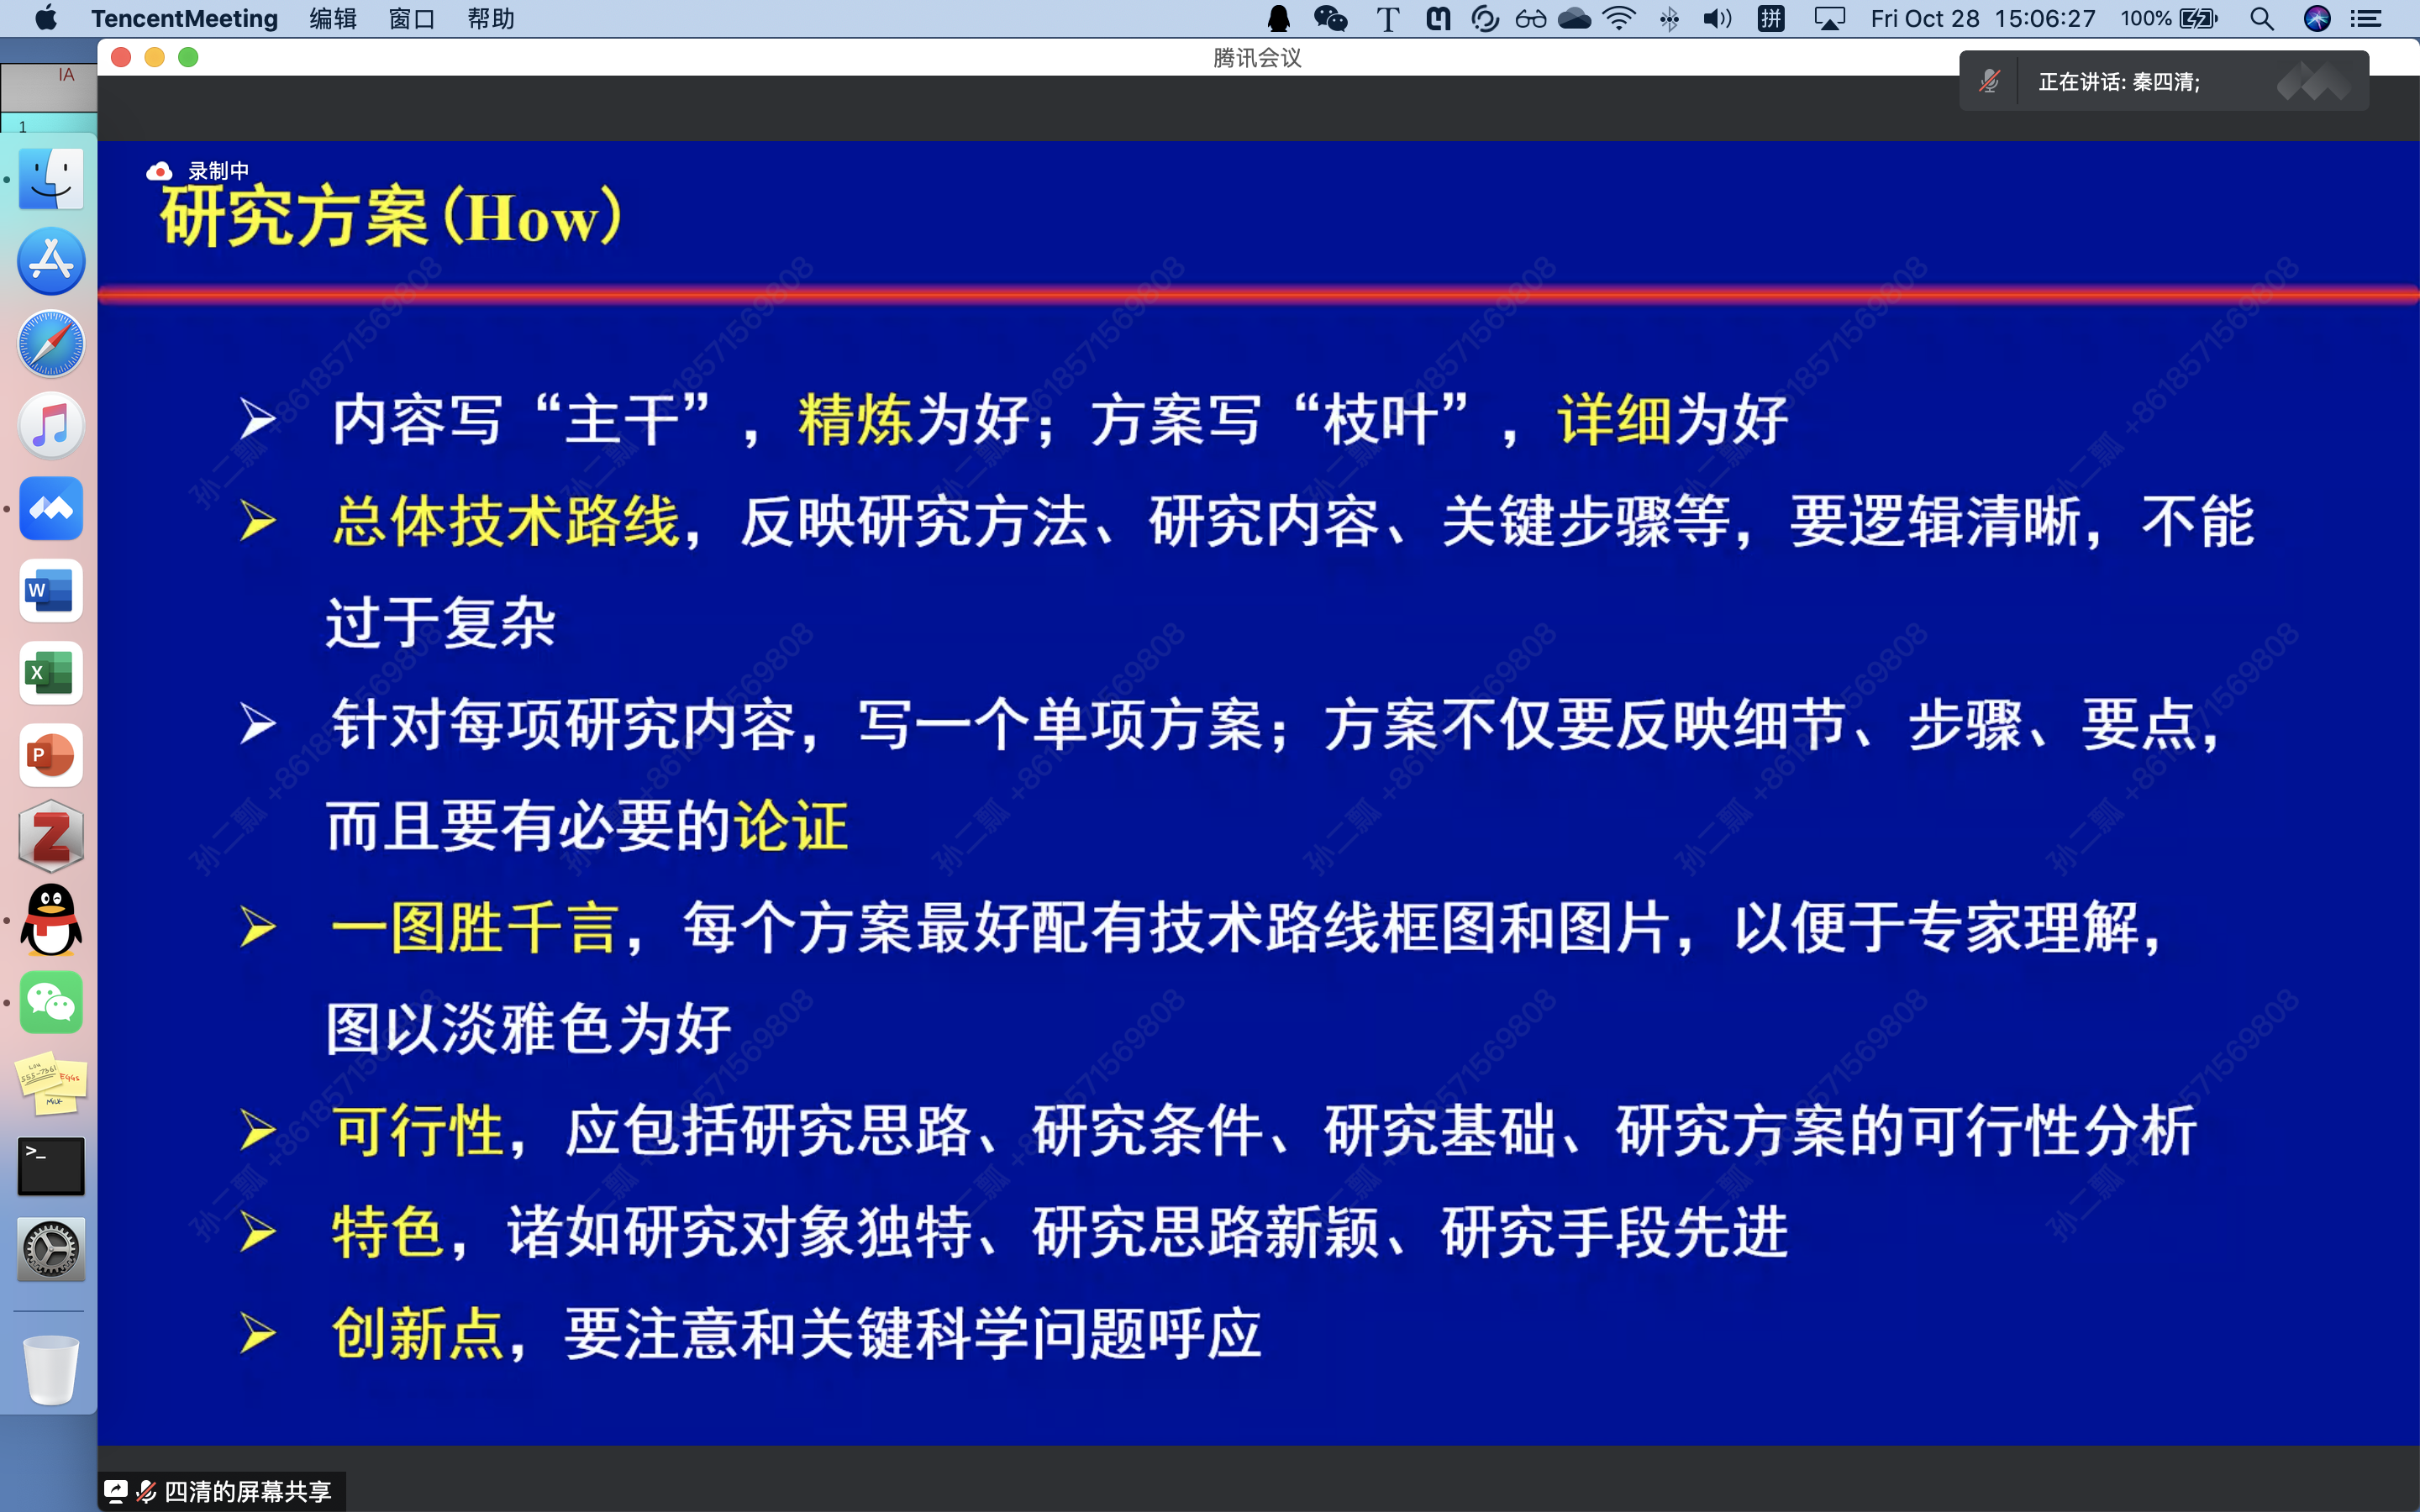 TencentMeeting 编辑 窗口 帮助 拼 Fri Oct 28 15:06:27 100%
腾讯会议
正在讲话: 秦四清;
IA
1
录制中
研究方案(How)
➢ 内容写“主干”，精炼为好；方案写“枝叶”，详细为好
➢ 总体技术路线，反映研究方法、研究内容、关键步骤等，要逻辑清晰，不能
过于复杂
➢ 针对每项研究内容，写一个单项方案；方案不仅要反映细节、步骤、要点，
而且要有必要的论证
➢ 一图胜千言，每个方案最好配有技术路线框图和图片，以便于专家理解，
图以淡雅色为好
➢ 可行性，应包括研究思路、研究条件、研究基础、研究方案的可行性分析
➢ 特色，诸如研究对象独特、研究思路新颖、研究手段先进
➢ 创新点，要注意和关键科学问题呼应
孙二瓢 +8618571569808
四清的屏幕共享